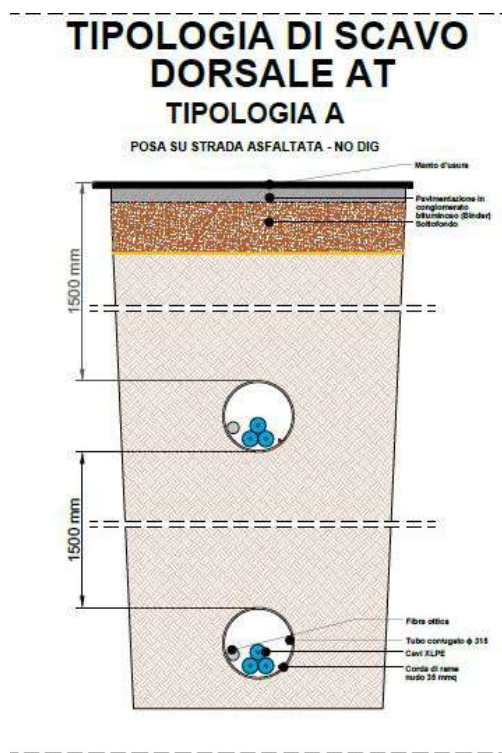 TIPOLOGIA DI SCAVO
DORSALE AT
TIPOLOGIA A
POSA SU STRADA ASFALTATA - NO DIG
Manto d'usura
Pavimentazione in
conglomerato
bituminoso (Binder)
Sottofondo
1500 mm
1500 mm
Fibra ottica
Tubo corrugato ϕ 315
Cavi XLPE
Corda di rame
nudo 35 mmq